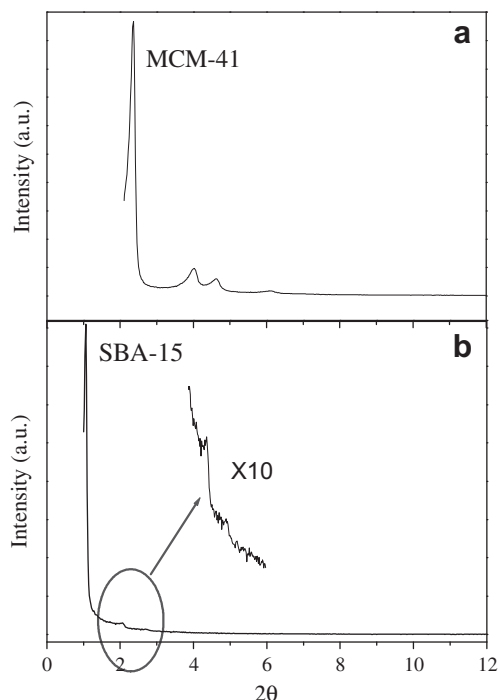 a
MCM-41
Intensity (a.u.)
b
SBA-15
X10
Intensity (a.u.)
0 2 4 6 8 10 12
2θ